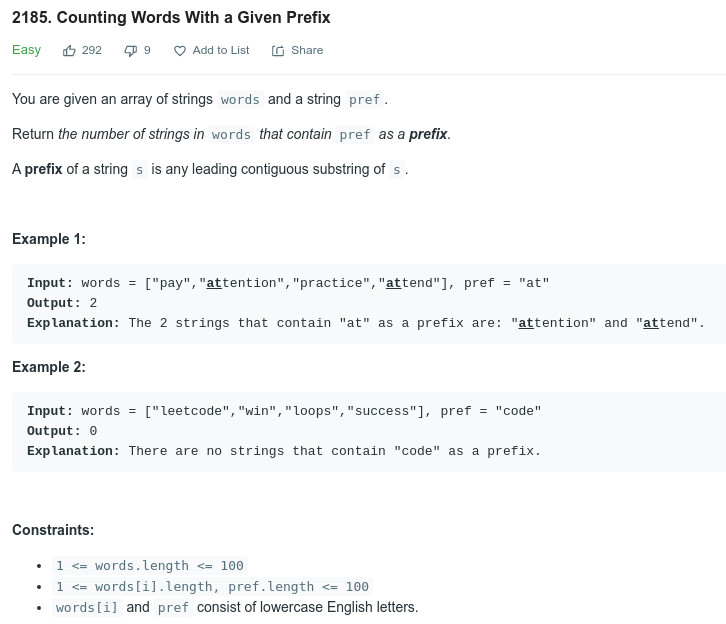 2185. Counting Words With a Given Prefix
Easy 292 9 Add to List Share
You are given an array of strings words and a string pref.
Return the number of strings in words that contain pref as a prefix.
A prefix of a string s is any leading contiguous substring of s.
Example 1:
Input: words = ["pay","attention","practice","attend"], pref = "at"
Output: 2
Explanation: The 2 strings that contain "at" as a prefix are: "attention" and "attend".
Example 2:
Input: words = ["leetcode","win","loops","success"], pref = "code"
Output: 0
Explanation: There are no strings that contain "code" as a prefix.
Constraints:
• 1 <= words.length <= 100
• 1 <= words[i].length, pref.length <= 100
• words[i] and pref consist of lowercase English letters.